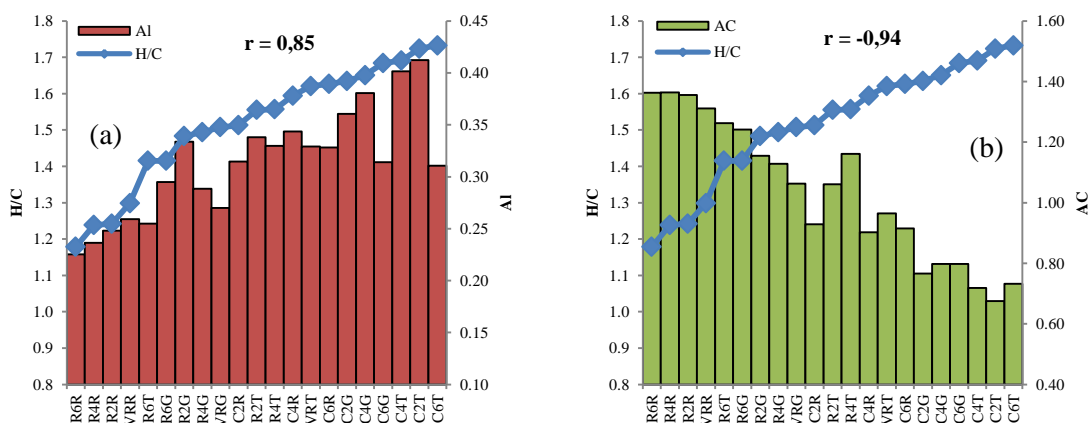 1.8
1.7
1.6
1.5
1.4
1.3
1.2
1.1
1.0
0.9
0.8
H/C
Al
H/C
r = 0,85
(a)
0.45
0.40
0.35
0.30
0.25
0.20
0.15
0.10
Al
R6R
R4R
R2R
VRR
R6T
R6G
R2G
R4G
VRG
C2R
R2T
R4T
C4R
VRT
C6R
C2G
C4G
C6G
C4T
C2T
C6T
1.8
1.7
1.6
1.5
1.4
1.3
1.2
1.1
1.0
0.9
0.8
H/C
AC
H/C
r = -0,94
(b)
1.60
1.40
1.20
1.00
0.80
0.60
0.40
AC
R6R
R4R
R2R
VRR
R6T
R6G
R2G
R4G
VRG
C2R
R2T
R4T
C4R
VRT
C6R
C2G
C4G
C6G
C4T
C2T
C6T